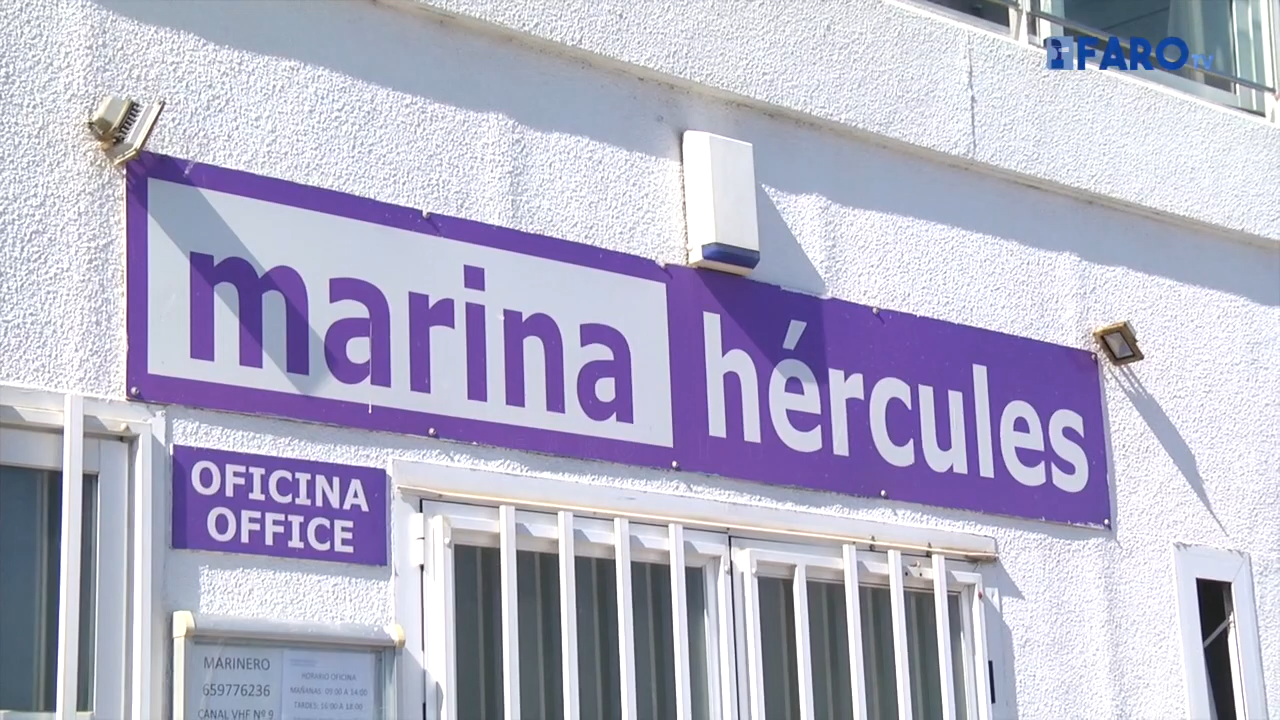 FARO TV
marina hércules
OFICINA
OFFICE
MARINERO
659776236
CANAL VHF Nº 9
HORARIO OFICINA
MAÑANAS: 09:00 A 14:00
TARDES: 16:00 A 18:00